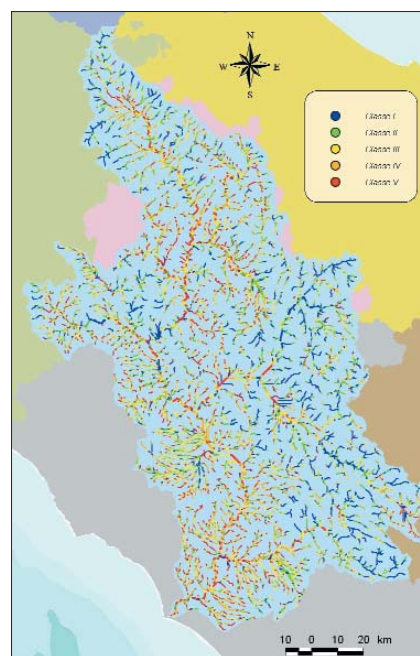 N
W E
S
Classe I
Classe II
Classe III
Classe IV
Classe V
10 0 10 20
km